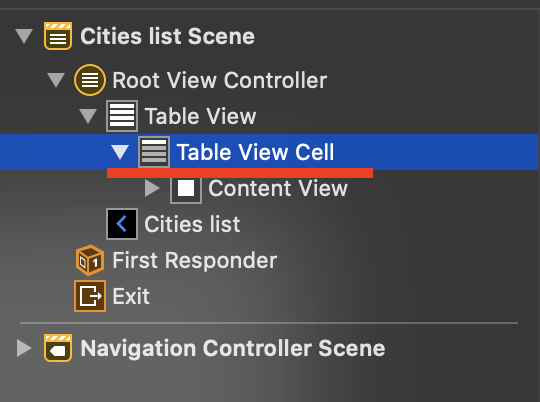 Cities list Scene
Root View Controller
Table View
Table View Cell
Content View
Cities list
First Responder
Exit
Navigation Controller Scene